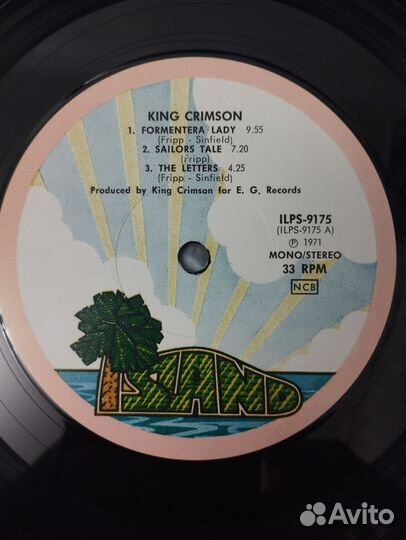 KING CRIMSON
1. FORMENTERA LADY 9.55
(Fripp - Sinfield)
2. SAILORS TALE 7.20
(Fripp)
3. THE LETTERS 4.25
(Fripp - Sinfield)
Produced by King Crimson for E. G. Records
ILPS-9175
(ILPS-9175 A)
Ⓟ 1971
MONO/STEREO
33 RPM
NCB
ISLAND
Avito